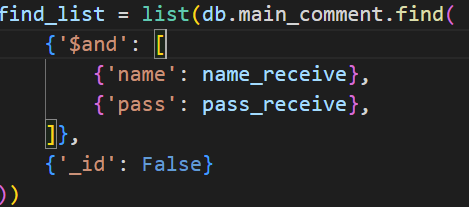 find_list = list(db.main_comment.find(
{'$and': [
{'name': name_receive},
{'pass': pass_receive},
]},
{'_id': False}
))